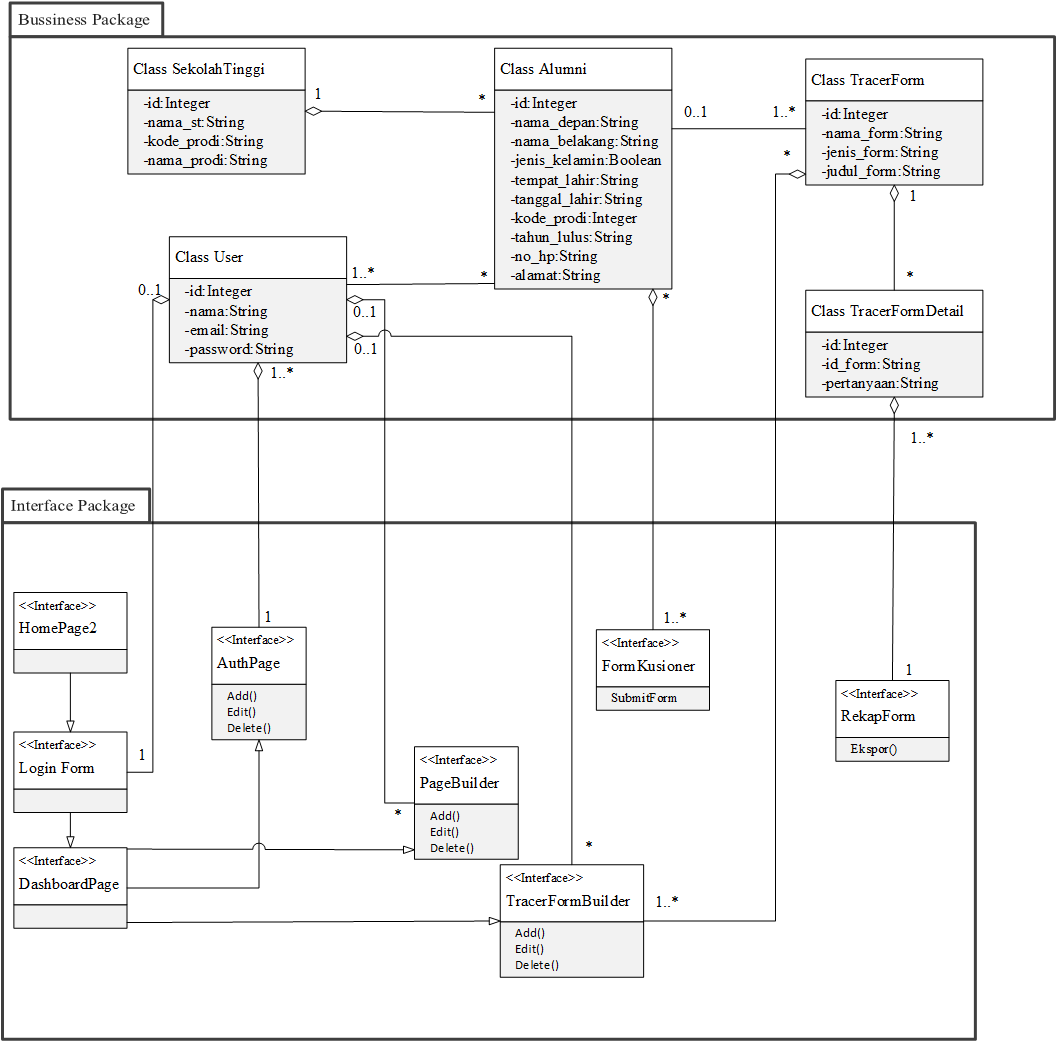 Bussiness Package
Class SekolahTinggi
-id:Integer
-nama_st:String
-kode_prodi:String
-nama_prodi:String
1
*
Class Alumni
-id:Integer
-nama_depan:String
-nama_belakang:String
-jenis_kelamin:Boolean
-tempat_lahir:String
-tanggal_lahir:String
-kode_prodi:Integer
-tahun_lulus:String
-no_hp:String
-alamat:String
0..1
1..*
*
Class TracerForm
-id:Integer
-nama_form:String
-jenis_form:String
-judul_form:String
1
*
Class User
-id:Integer
-nama:String
-email:String
-password:String
1..*
*
0..1
0..1
0..1
1..*
*
Class TracerFormDetail
-id:Integer
-id_form:String
-pertanyaan:String
1..*
Interface Package
<<Interface>>
HomePage2
1
<<Interface>>
AuthPage
Add()
Edit()
Delete()
1..*
<<Interface>>
FormKusioner
SubmitForm
1
<<Interface>>
RekapForm
Ekspor()
<<Interface>>
Login Form
1
<<Interface>>
PageBuilder
Add()
Edit()
Delete()
*
*
<<Interface>>
DashboardPage
<<Interface>>
TracerFormBuilder
Add()
Edit()
Delete()
1..*